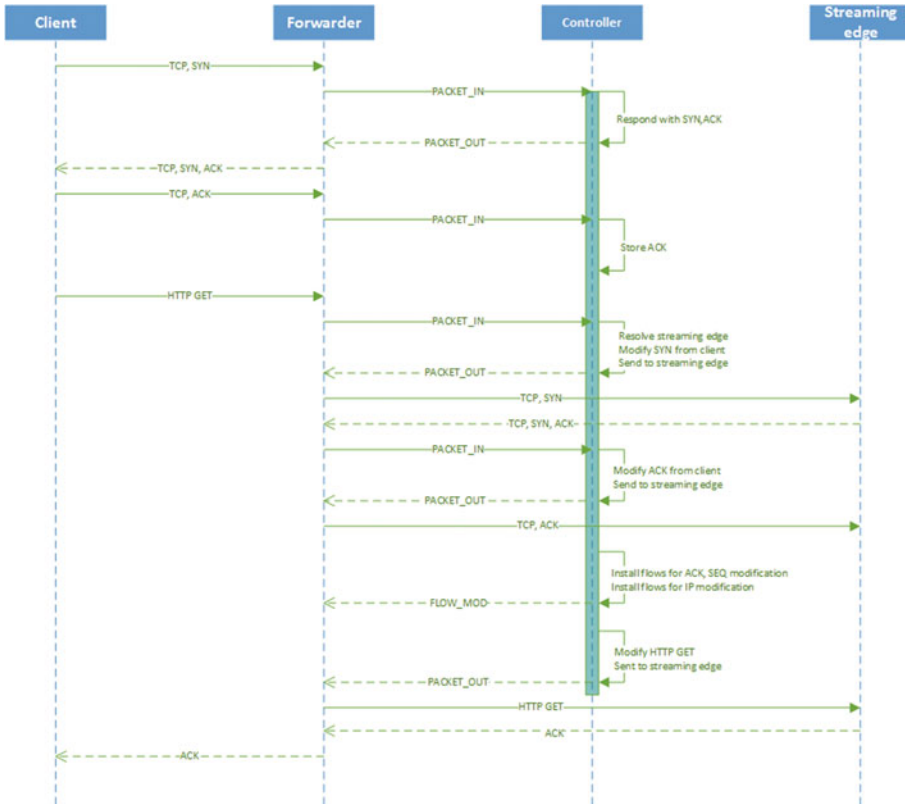 Client
Forwarder
Controller
Streaming
edge
TCP, SYN
PACKET_IN
Respond with SYN,ACK
PACKET_OUT
TCP, SYN, ACK
TCP, ACK
PACKET_IN
Store ACK
HTTP GET
PACKET_IN
Resolve streaming edge
Modify SYN from client
Send to streaming edge
PACKET_OUT
TCP, SYN
TCP, SYN, ACK
PACKET_IN
Modify ACK from client
Send to streaming edge
PACKET_OUT
TCP, ACK
Install flows for ACK, SEQ modification
Install flows for IP modification
FLOW_MOD
Modify HTTP GET
Sent to streaming edge
PACKET_OUT
HTTP GET
ACK
ACK